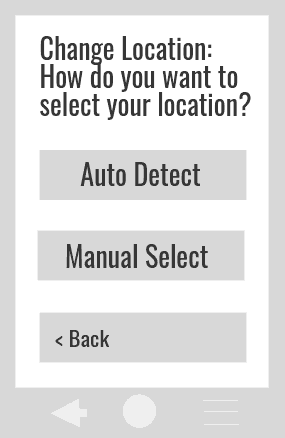 Change Location:
How do you want to
select your location?
Auto Detect
Manual Select
< Back